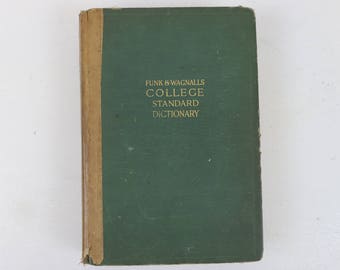 FUNK & WAGNALLS
COLLEGE
STANDARD
DICTIONARY